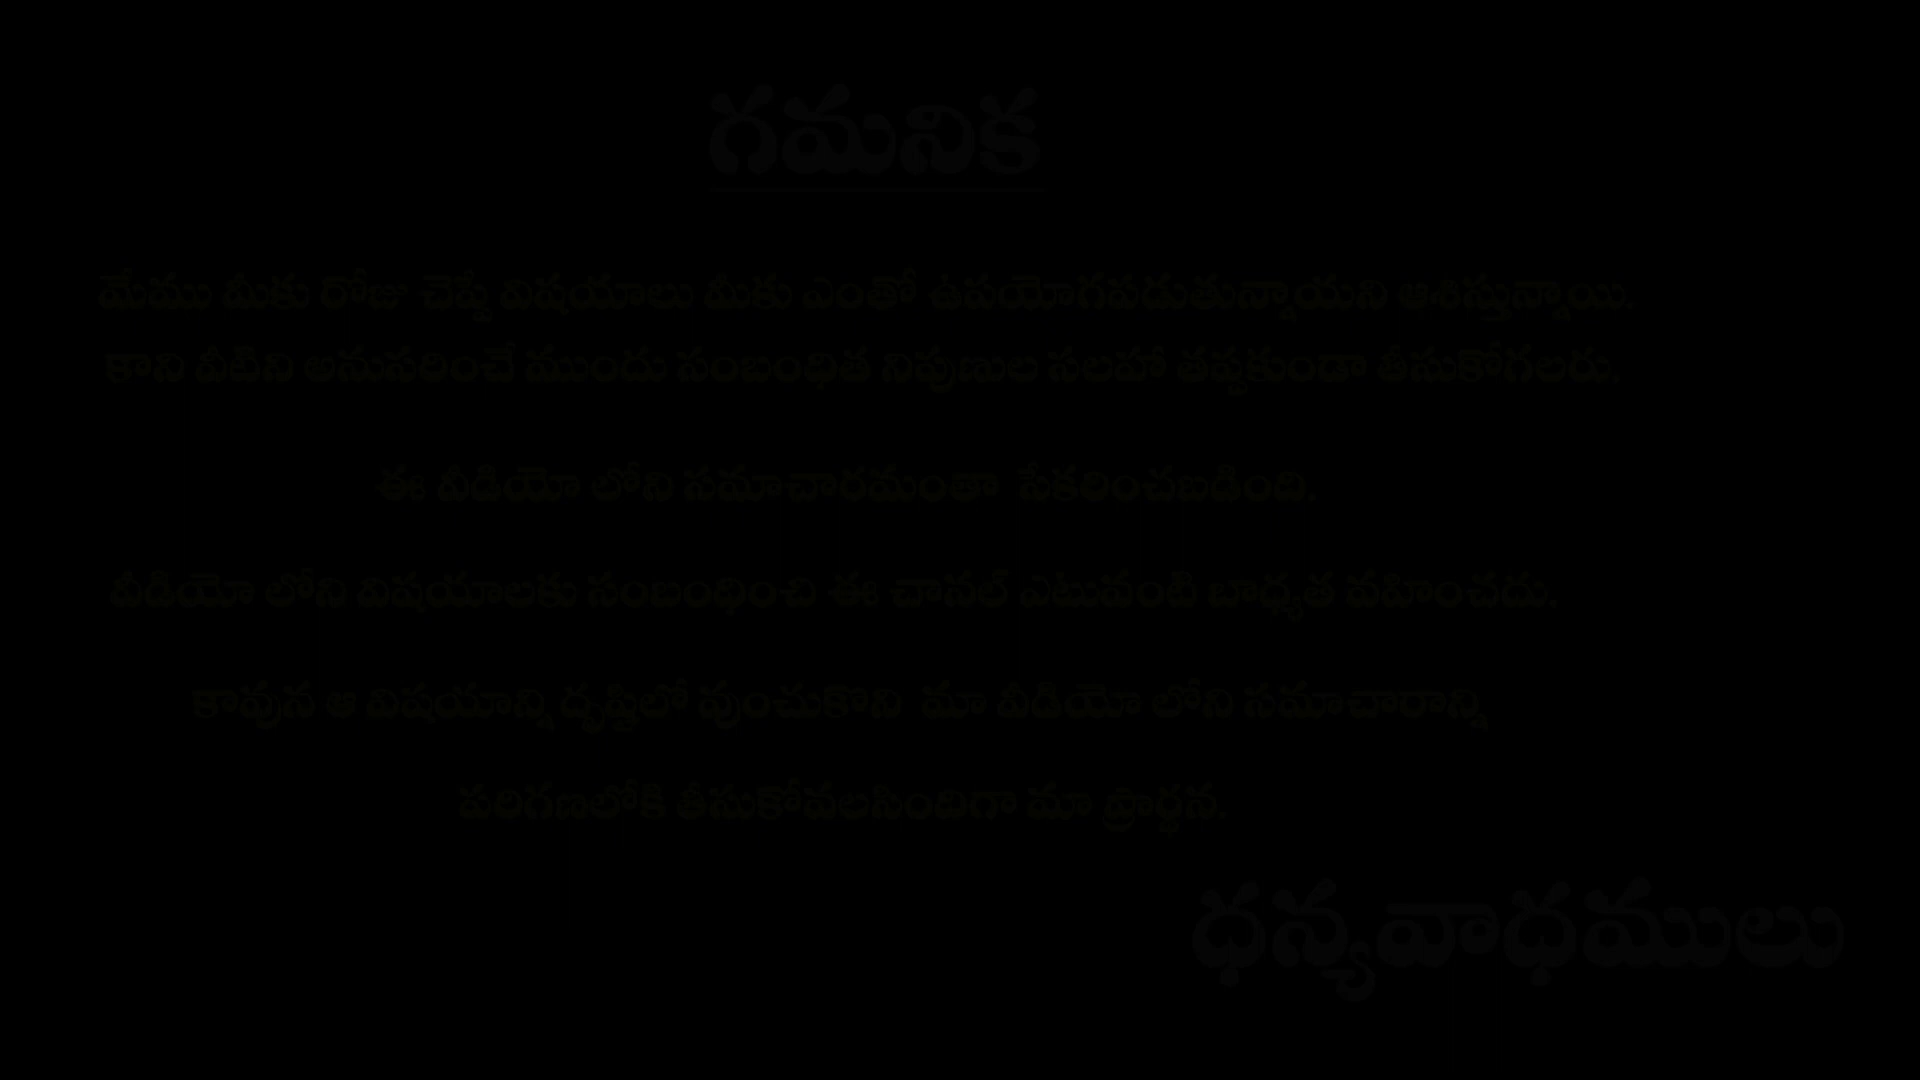 గమనిక
మేము మీకు రోజు చెప్పే విషయాలు మీకు ఎంతో ఉపయోగపడుతున్నాయని ఆశిస్తున్నాయి.
కాని వీటిని అనుసరించే ముందు సంబంధిత నిపుణుల సలహా తప్పకుండా తీసుకోగలరు.
ఈ వీడియో లోని సమాచారమంతా సేకరించబడింది.
వీడియో లోని విషయాలకు సంబంధించి ఈ చానల్ ఎటువంటి బాధ్యత వహించదు.
కావున ఆ విషయాన్ని దృష్టిలో వుంచుకొని మా వీడియో లోని సమాచారాన్ని
పరిగణలోకి తీసుకోవలసిందిగా మా ప్రార్థన.
ధన్యవాధములు